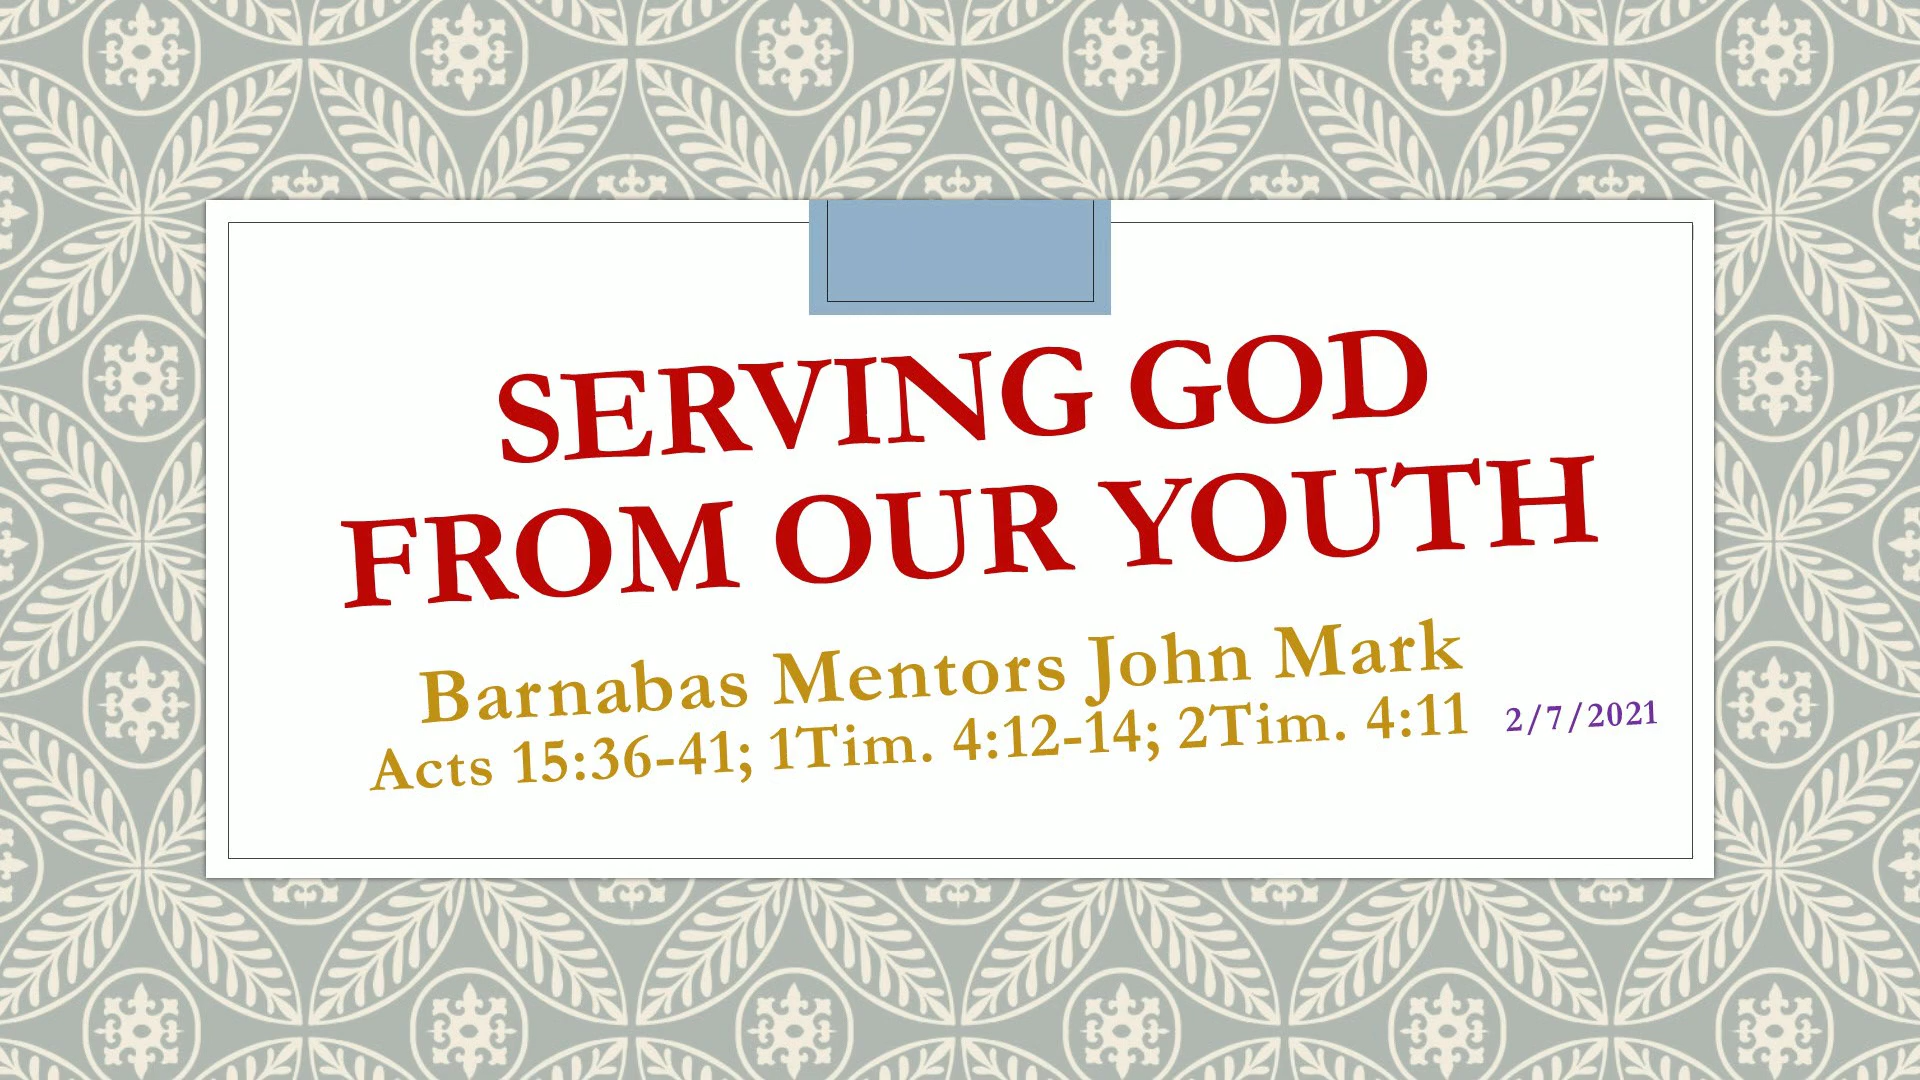 SERVING GOD
FROM OUR YOUTH
Barnabas Mentors John Mark
Acts 15:36-41; 1Tim. 4:12-14; 2Tim. 4:11
2/7/2021